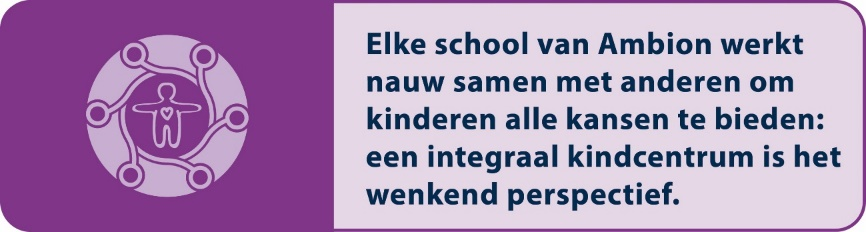 Elke school van Ambion werkt
nauw samen met anderen om
kinderen alle kansen te bieden:
een integraal kindcentrum is het
wenkend perspectief.